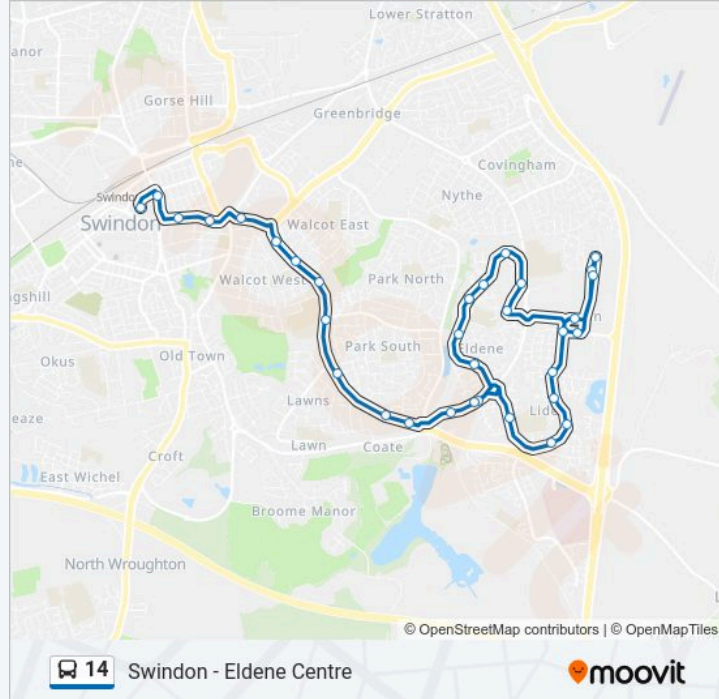 Lower Stratton
anor
Gorse Hill
Greenbridge
Covingham
he
Nythe
Swindo
Swindon
Walcot East
Walcot West
Park North
gshill
n
Park South
Eldene
Old Town
Okus
Lawns
Lide
eaze
Lawn
Coate
Croft
East Wichel
Broome Manor
North Wroughton
L
© OpenStreetMap contributors | © OpenMapTiles
14 Swindon - Eldene Centre
moovit